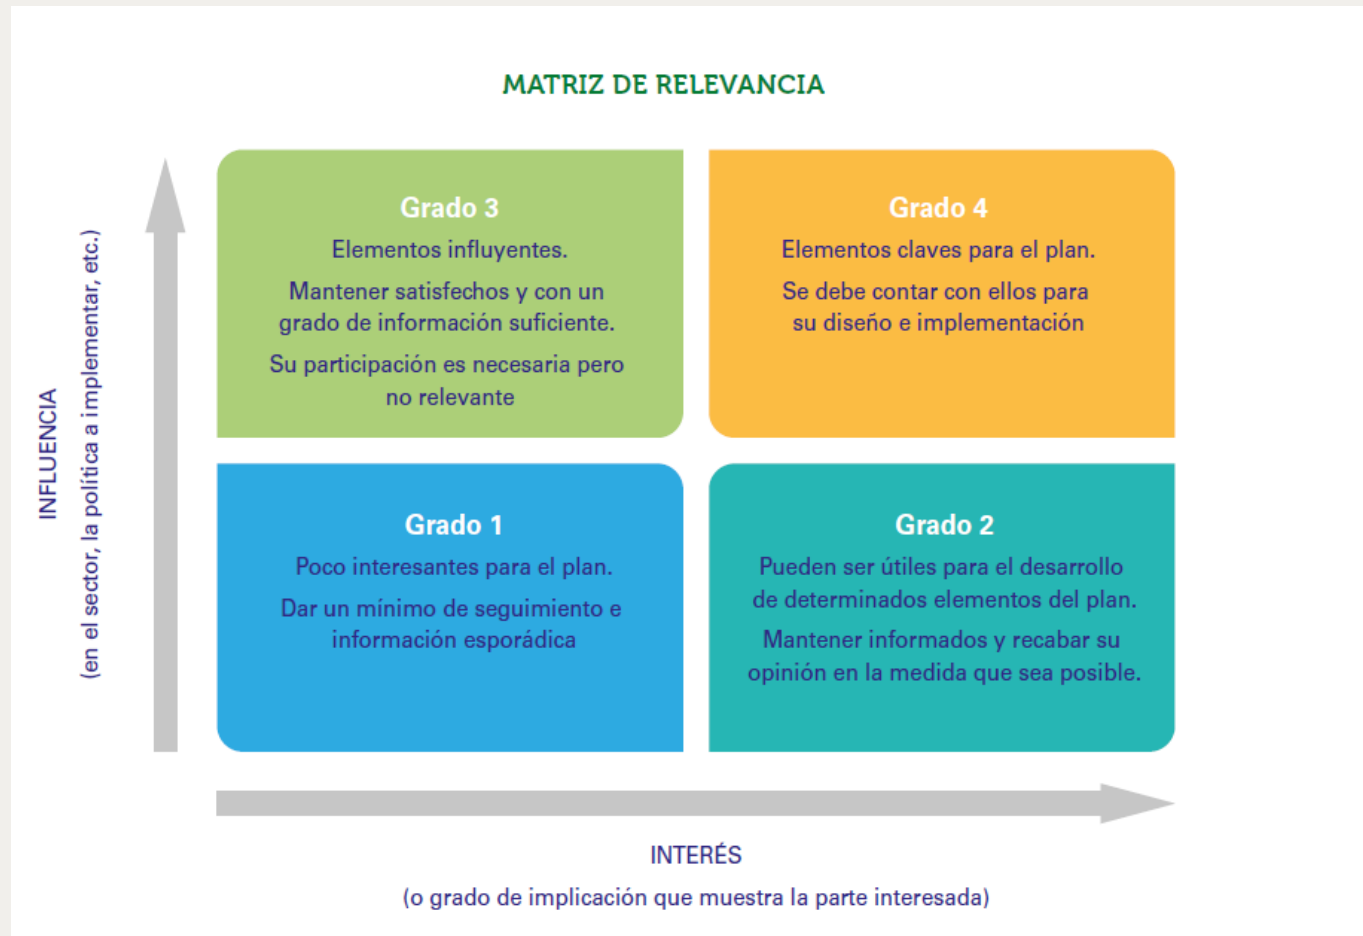 MATRIZ DE RELEVANCIA
INFLUENCIA
(en el sector, la política a implementar, etc.)
Grado 3
Elementos influyentes.
Mantener satisfechos y con un
grado de información suficiente.
Su participación es necesaria pero
no relevante
Grado 4
Elementos claves para el plan.
Se debe contar con ellos para
su diseño e implementación
Grado 1
Poco interesantes para el plan.
Dar un mínimo de seguimiento e
información esporádica
Grado 2
Pueden ser útiles para el desarrollo
de determinados elementos del plan.
Mantener informados y recabar su
opinión en la medida que sea posible.
INTERÉS
(o grado de implicación que muestra la parte interesada)